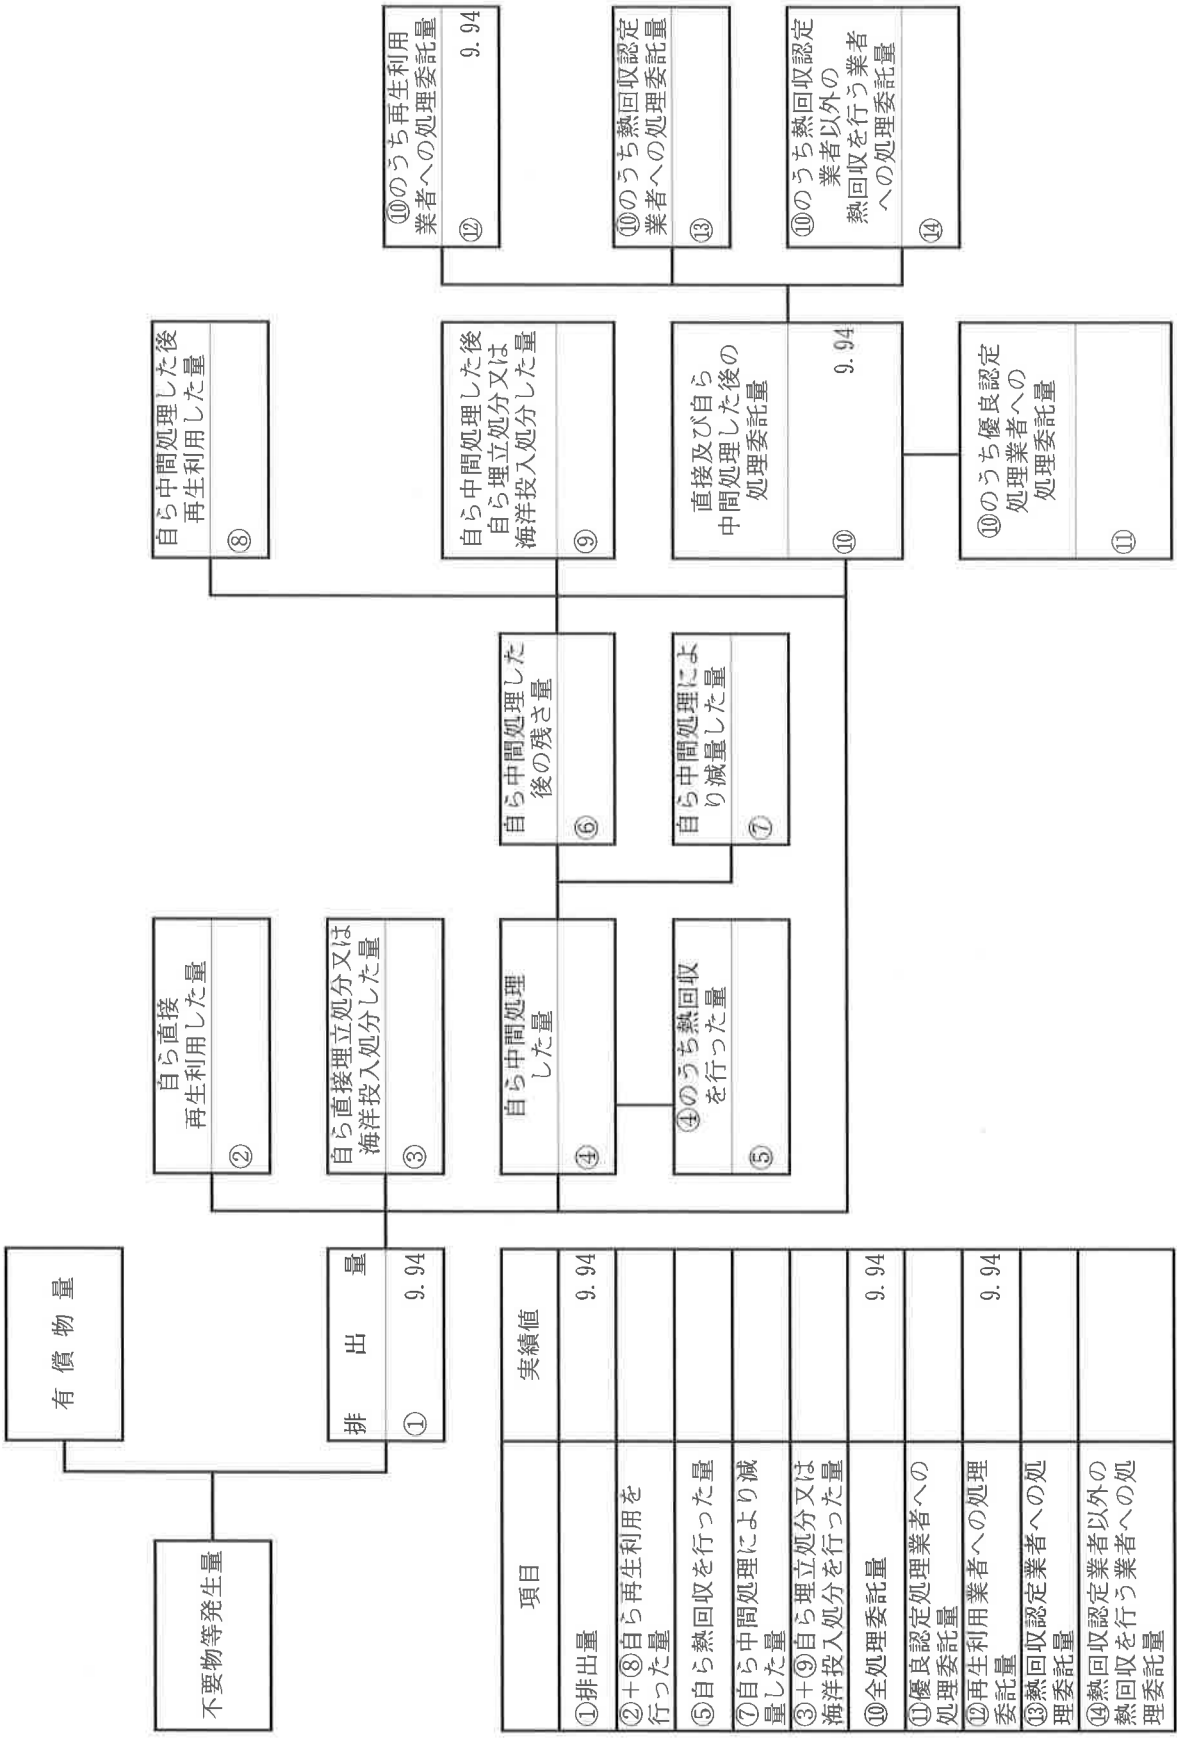 不要物等発生量
有償物量
排出量
① 9.94
自ら直接
再生利用した量
②
自ら直接埋立処分又は
海洋投入処分した量
③
自ら中間処理
した量
④
④のうち熱回収
を行った量
⑤
自ら中間処理した
後の残さ量
⑥
自ら中間処理によ
り減量した量
⑦
自ら中間処理した後
再生利用した量
⑧
自ら中間処理した後
自ら埋立処分又は
海洋投入処分した量
⑨
直接及び自ら
中間処理した後の
処理委託量
⑩ 9.94
⑩のうち優良認定
処理業者への
処理委託量
⑪
⑩のうち再生利用
業者への処理委託量
⑫ 9.94
⑩のうち熱回収認定
業者への処理委託量
⑬
⑩のうち熱回収認定
業者以外の
熱回収を行う業者
への処理委託量
⑭
項目 実績値
①排出量 9.94
②+⑧自ら再生利用を
行った量
⑤自ら熱回収を行った量
⑦自ら中間処理により減
量した量
③+⑨自ら埋立処分又は
海洋投入処分を行った量
⑩全処理委託量 9.94
⑪優良認定処理業者への
処理委託量
⑫再生利用業者への処理
委託量 9.94
⑬熱回収認定業者への処
理委託量
⑭熱回収認定業者以外の
熱回収を行う業者への処
理委託量